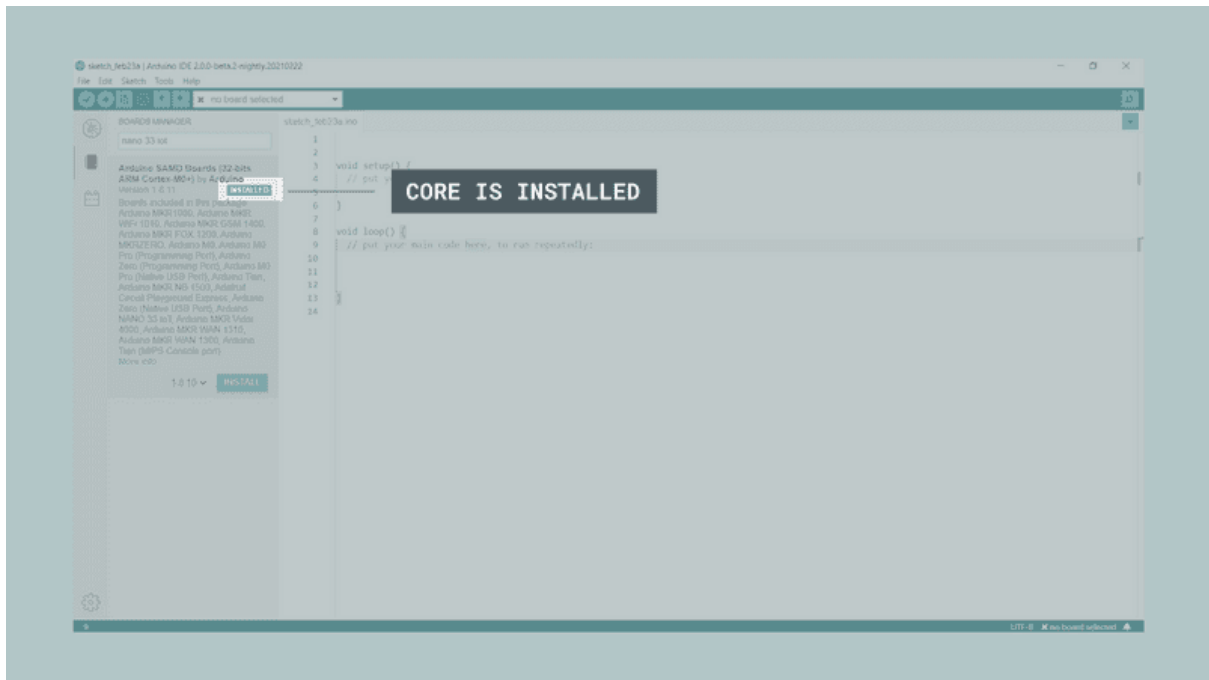 sketch_feb23a | Arduino IDE 2.0.0-beta.2-nightly.20210222
File Edit Sketch Tools Help
no board selected
BOARDS MANAGER
nano 33 iot
Arduino SAMD Boards (32-bits
ARM Cortex-M0+) by Arduino
Version 1.8.11
INSTALLED
Boards included in this package
Arduino MKR1000, Arduino MKR
WiFi 1010, Arduino MKR GSM 1400,
Arduino MKR FOX 1200, Arduino
MKRZERO, Arduino M0, Arduino M0
Pro (Programming Port), Arduino
Zero (Programming Port), Arduino M0
Pro (Native USB Port), Arduino Tian,
Arduino MKR NB 1500, Adafruit
Circuit Playground Express, Arduino
Zero (Native USB Port), Arduino
NANO 33 IoT, Arduino MKR Vidor
4000, Arduino MKR WAN 1310,
Arduino MKR WAN 1300, Arduino
Tian (MIPS Console port)
More info
1.8.10 INSTALL
sketch_feb23a.ino
1
2
3 void setup() {
4 // put
5
6 }
7
8 void loop() {
9 // put your main code here, to run repeatedly:
10
11
12
13 }
14
CORE IS INSTALLED
UTF-8 no board selected